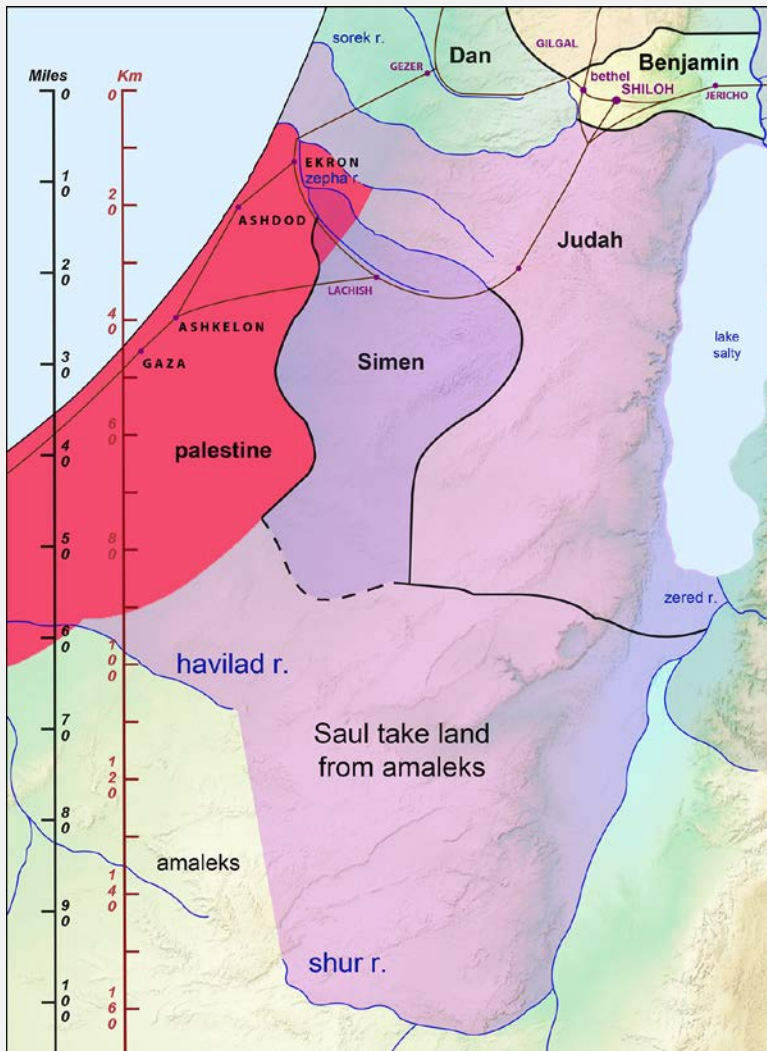 sorek r.
Dan
GILGAL
Benjamin
Miles
Km
GEZER
bethel
SHILOH
JERICHO
0
0
EKRON
zepha r.
10
20
ASHDOD
Judah
20
LACHISH
40
ASHKELON
lake
salty
30
GAZA
Simen
60
40
palestine
50
80
zered r.
60
100
havilad r.
70
Saul take land
from amaleks
120
80
amaleks
140
90
shur r.
100
160